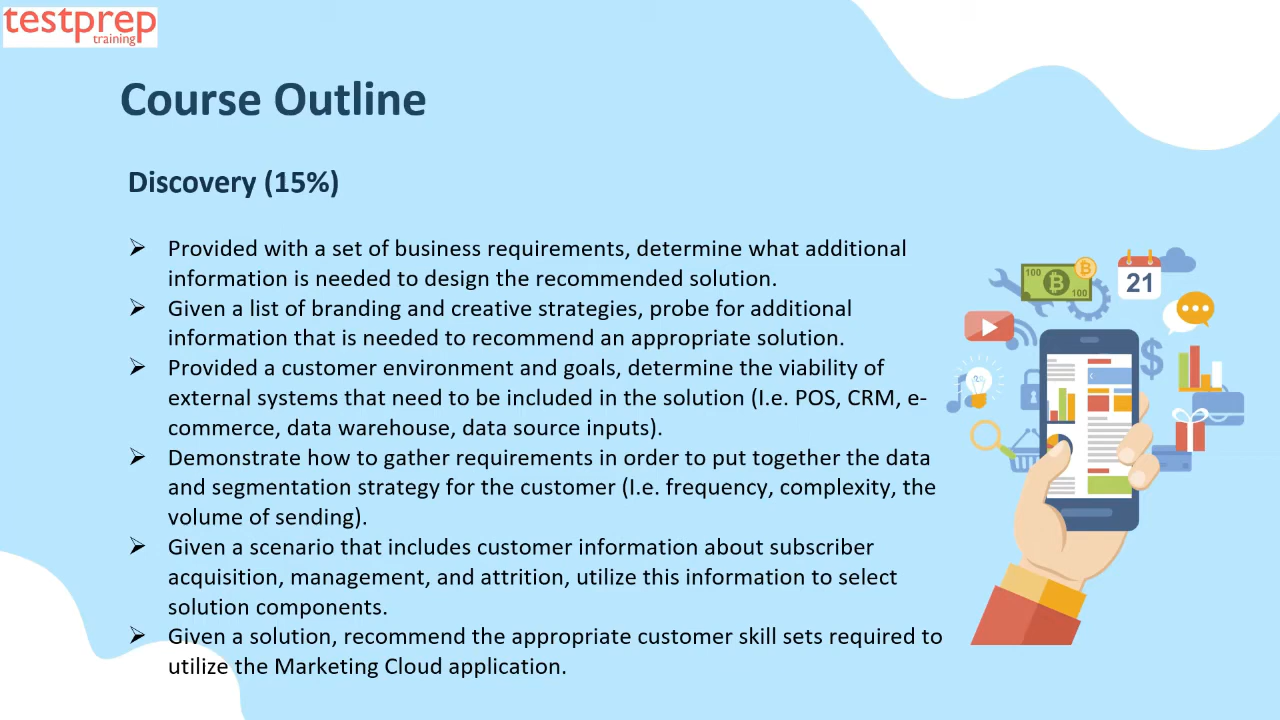 testprep
training
Course Outline
Discovery (15%)
➢ Provided with a set of business requirements, determine what additional
information is needed to design the recommended solution.
➢ Given a list of branding and creative strategies, probe for additional
information that is needed to recommend an appropriate solution.
➢ Provided a customer environment and goals, determine the viability of
external systems that need to be included in the solution (I.e. POS, CRM, e-
commerce, data warehouse, data source inputs).
➢ Demonstrate how to gather requirements in order to put together the data
and segmentation strategy for the customer (I.e. frequency, complexity, the
volume of sending).
➢ Given a scenario that includes customer information about subscriber
acquisition, management, and attrition, utilize this information to select
solution components.
➢ Given a solution, recommend the appropriate customer skill sets required to
utilize the Marketing Cloud application.
100
100
21
$